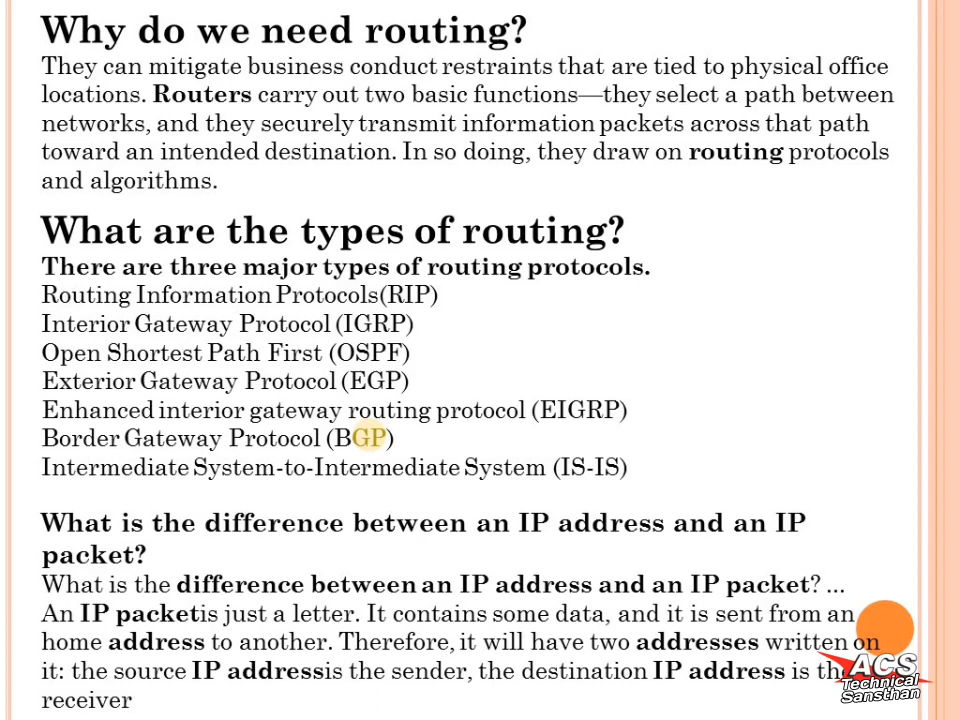 Why do we need routing?
They can mitigate business conduct restraints that are tied to physical office
locations. Routers carry out two basic functions—they select a path between
networks, and they securely transmit information packets across that path
toward an intended destination. In so doing, they draw on routing protocols
and algorithms.
What are the types of routing?
There are three major types of routing protocols.
Routing Information Protocols(RIP)
Interior Gateway Protocol (IGRP)
Open Shortest Path First (OSPF)
Exterior Gateway Protocol (EGP)
Enhanced interior gateway routing protocol (EIGRP)
Border Gateway Protocol (BGP)
Intermediate System-to-Intermediate System (IS-IS)
What is the difference between an IP address and an IP
packet?
What is the difference between an IP address and an IP packet? ...
An IP packetis just a letter. It contains some data, and it is sent from an
home address to another. Therefore, it will have two addresses written on
it: the source IP addressis the sender, the destination IP address is the
receiver
ACS
Technical
Sansthan